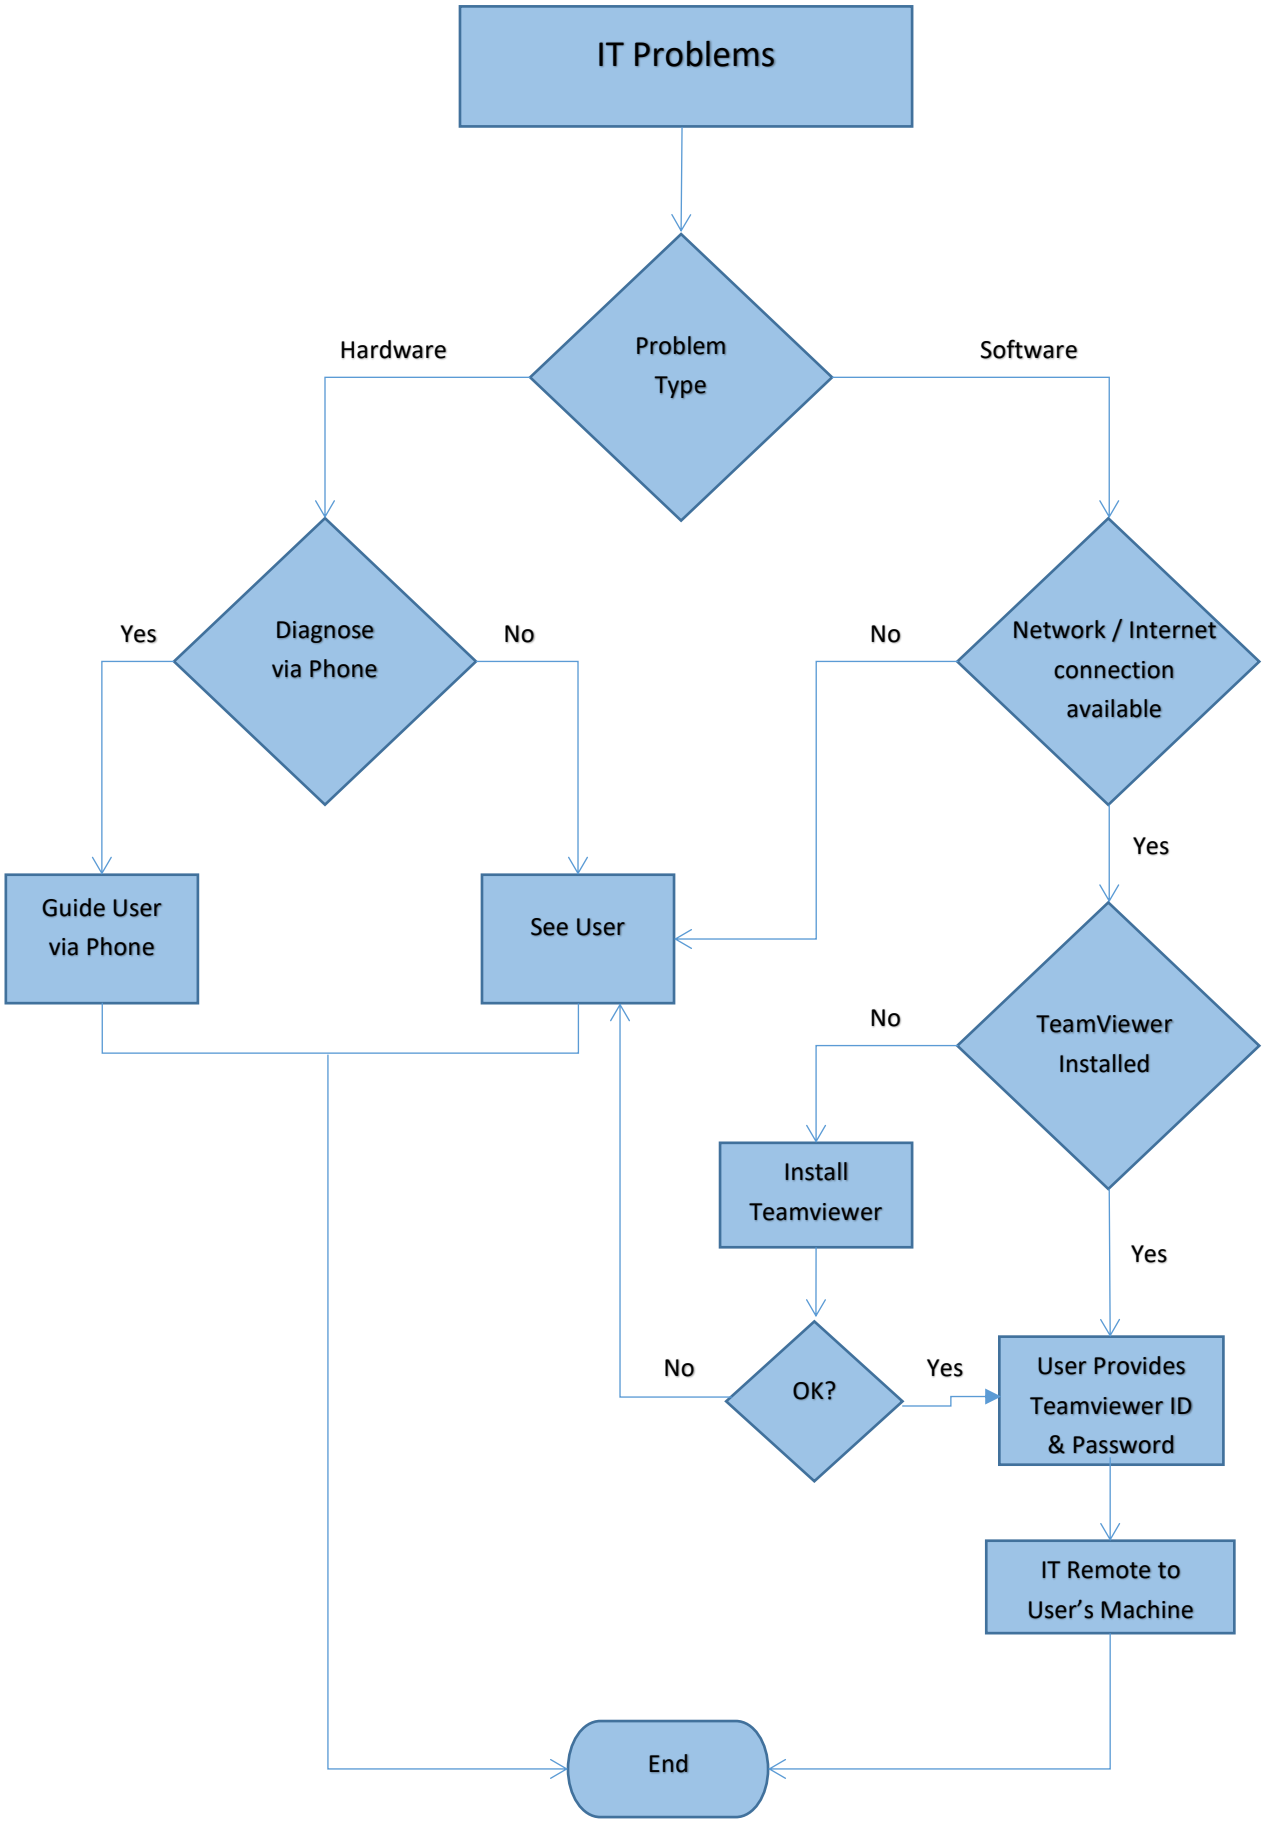 IT Problems
Hardware
Problem
Type
Software
Yes
Diagnose
via Phone
No
No
Network / Internet
connection
available
Yes
Guide User
via Phone
See User
No
TeamViewer
Installed
Install
Teamviewer
Yes
No
OK?
Yes
User Provides
Teamviewer ID
& Password
IT Remote to
User’s Machine
End